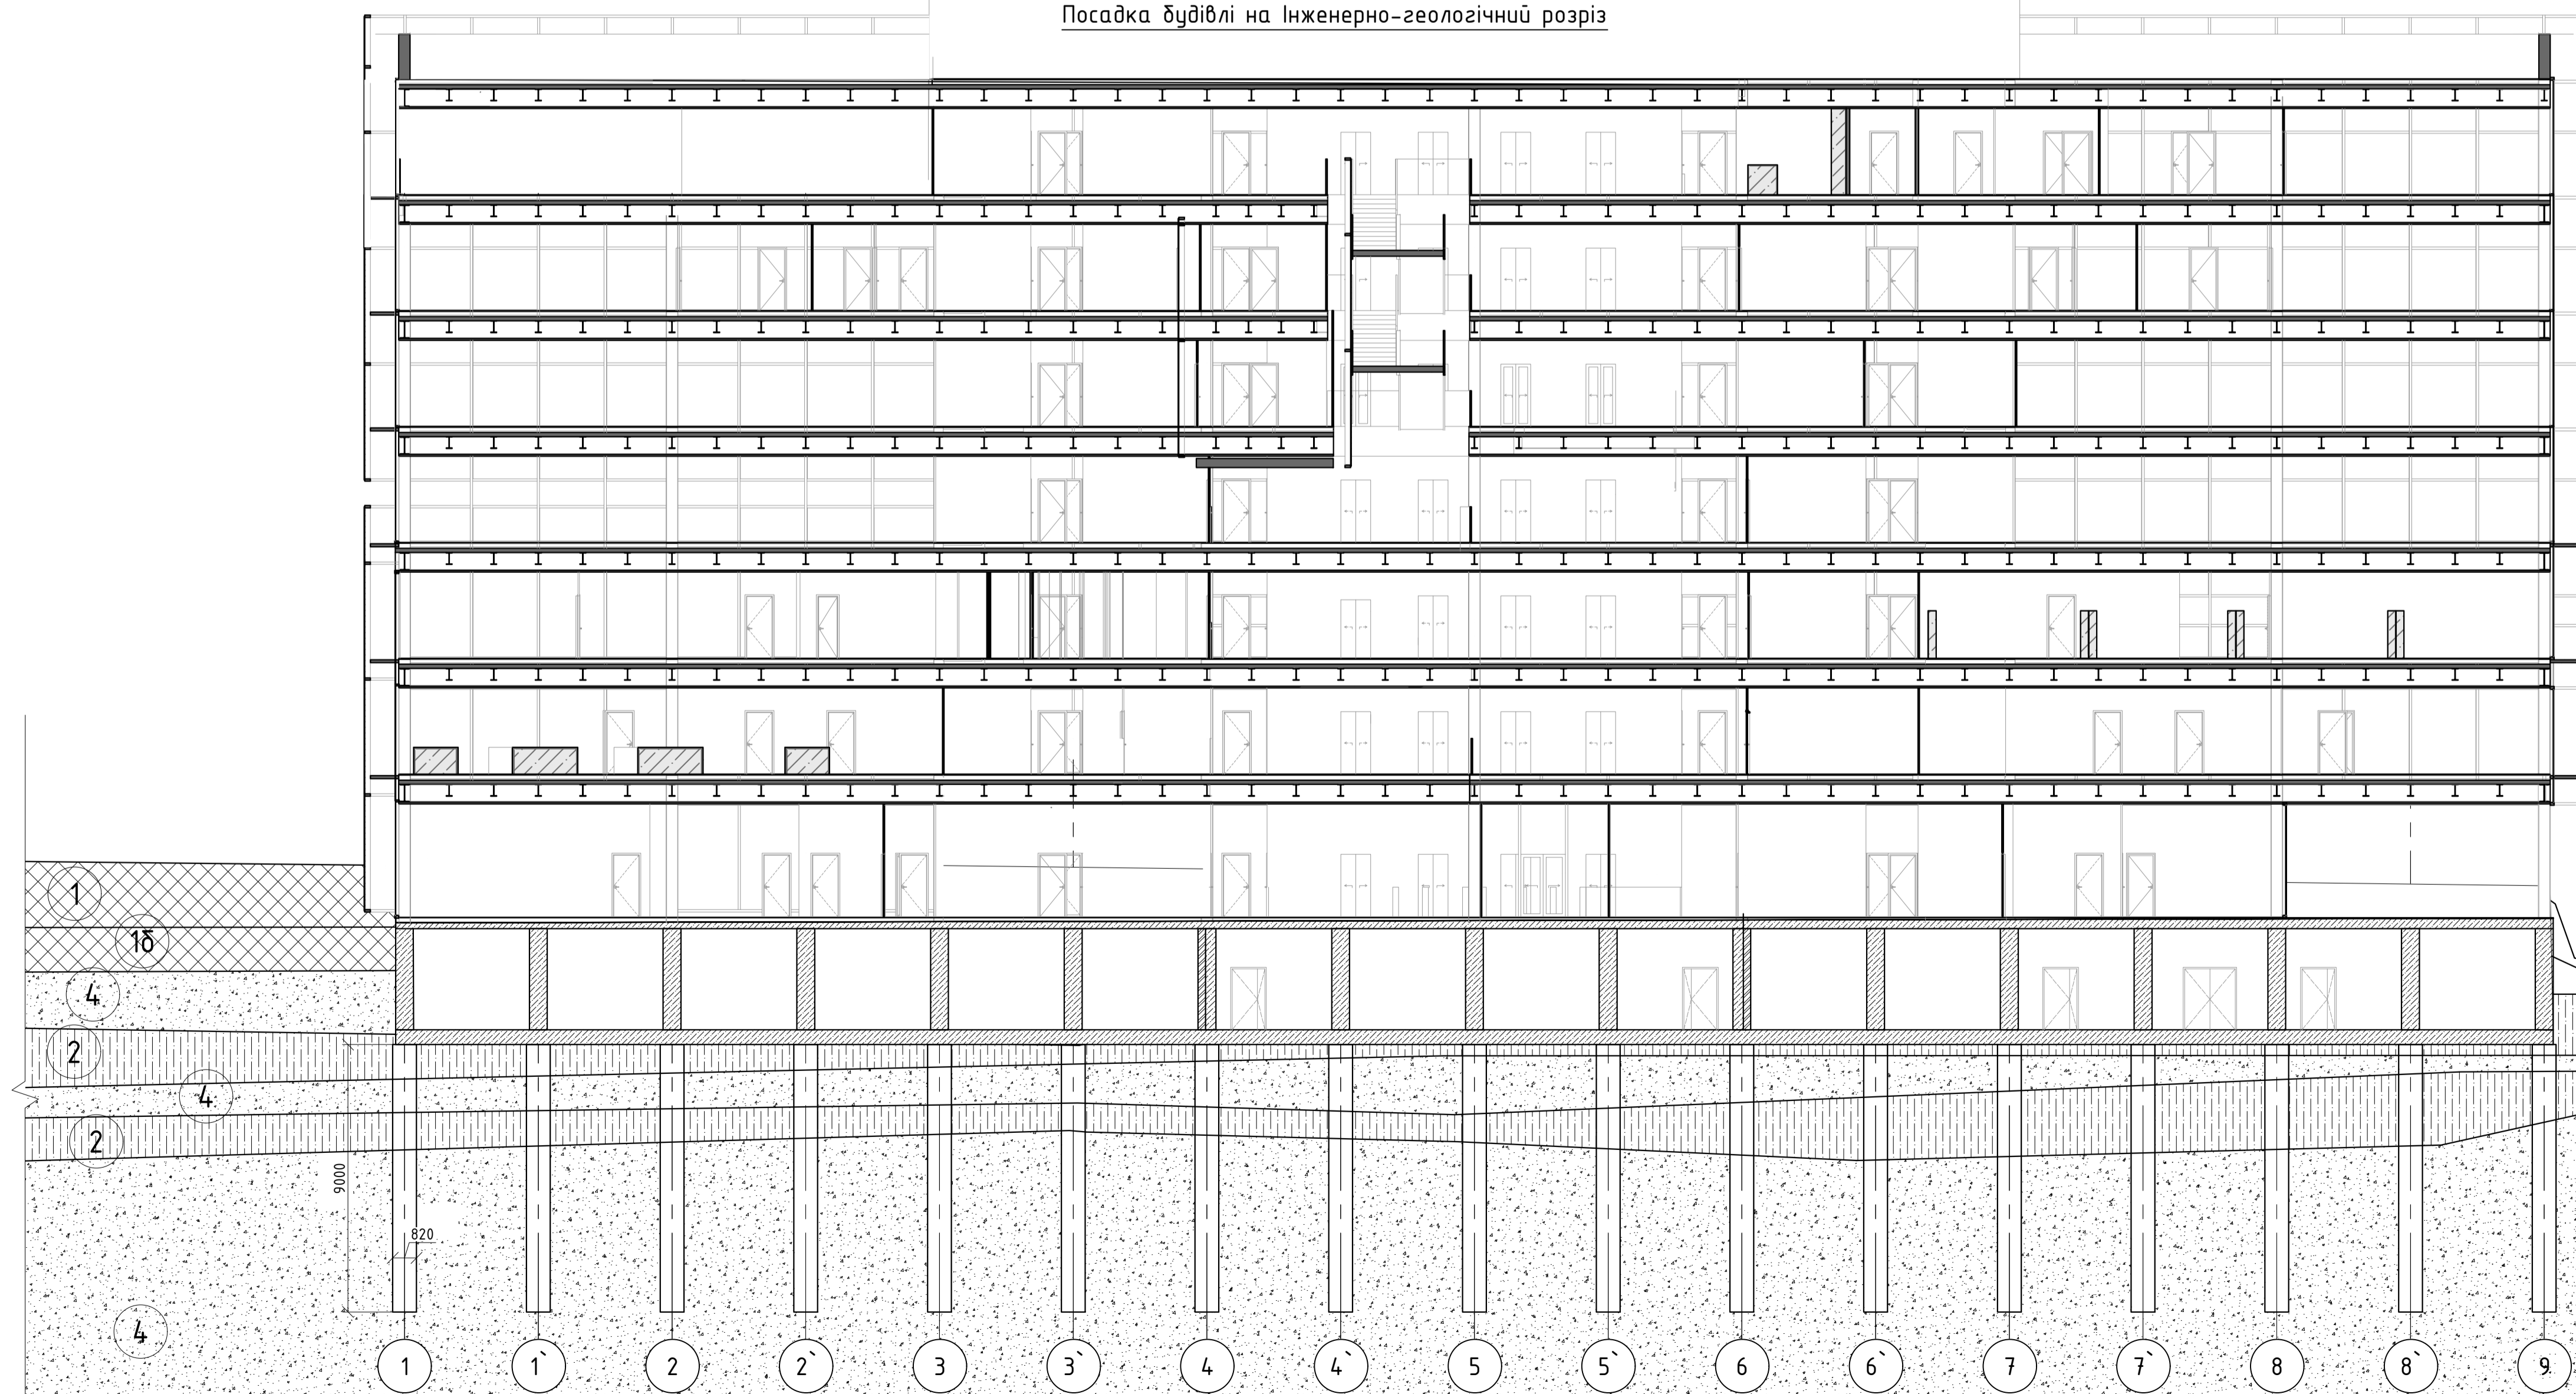 Посадка будівлі на Інженерно-геологічний розріз
1
1б
4
2
4
2
9000
820
4
1 1` 2 2` 3 3` 4 4` 5 5` 6 6` 7 7` 8 8` 9